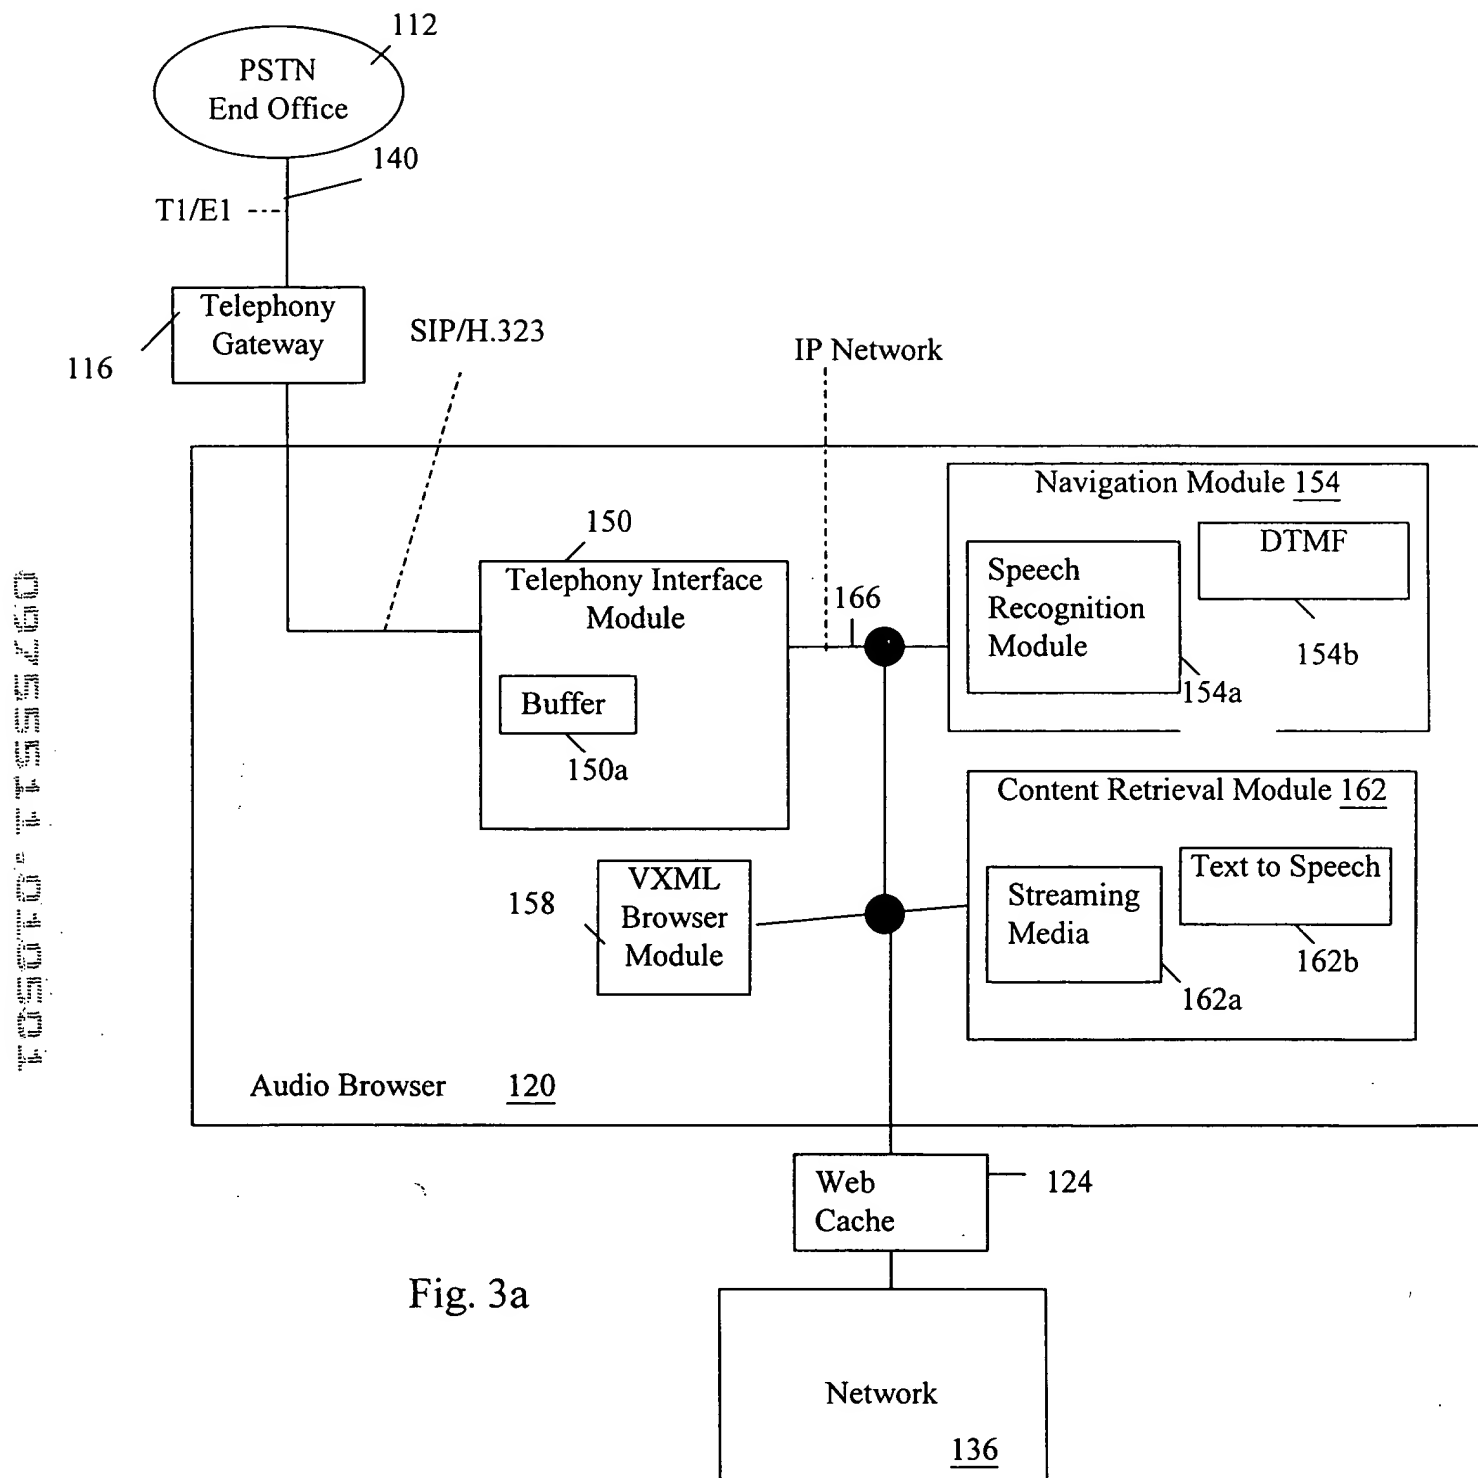 112
PSTN
End Office
140
T1/E1
Telephony
Gateway
116
SIP/H.323
IP Network
Navigation Module 154
DTMF
154b
Speech
Recognition
Module
154a
150
Telephony Interface
Module
Buffer
150a
166
Content Retrieval Module 162
Text to Speech
162b
Streaming
Media
162a
VXML
Browser
Module
158
Audio Browser 120
Web
Cache
124
Fig. 3a
Network
136
09755511.010501